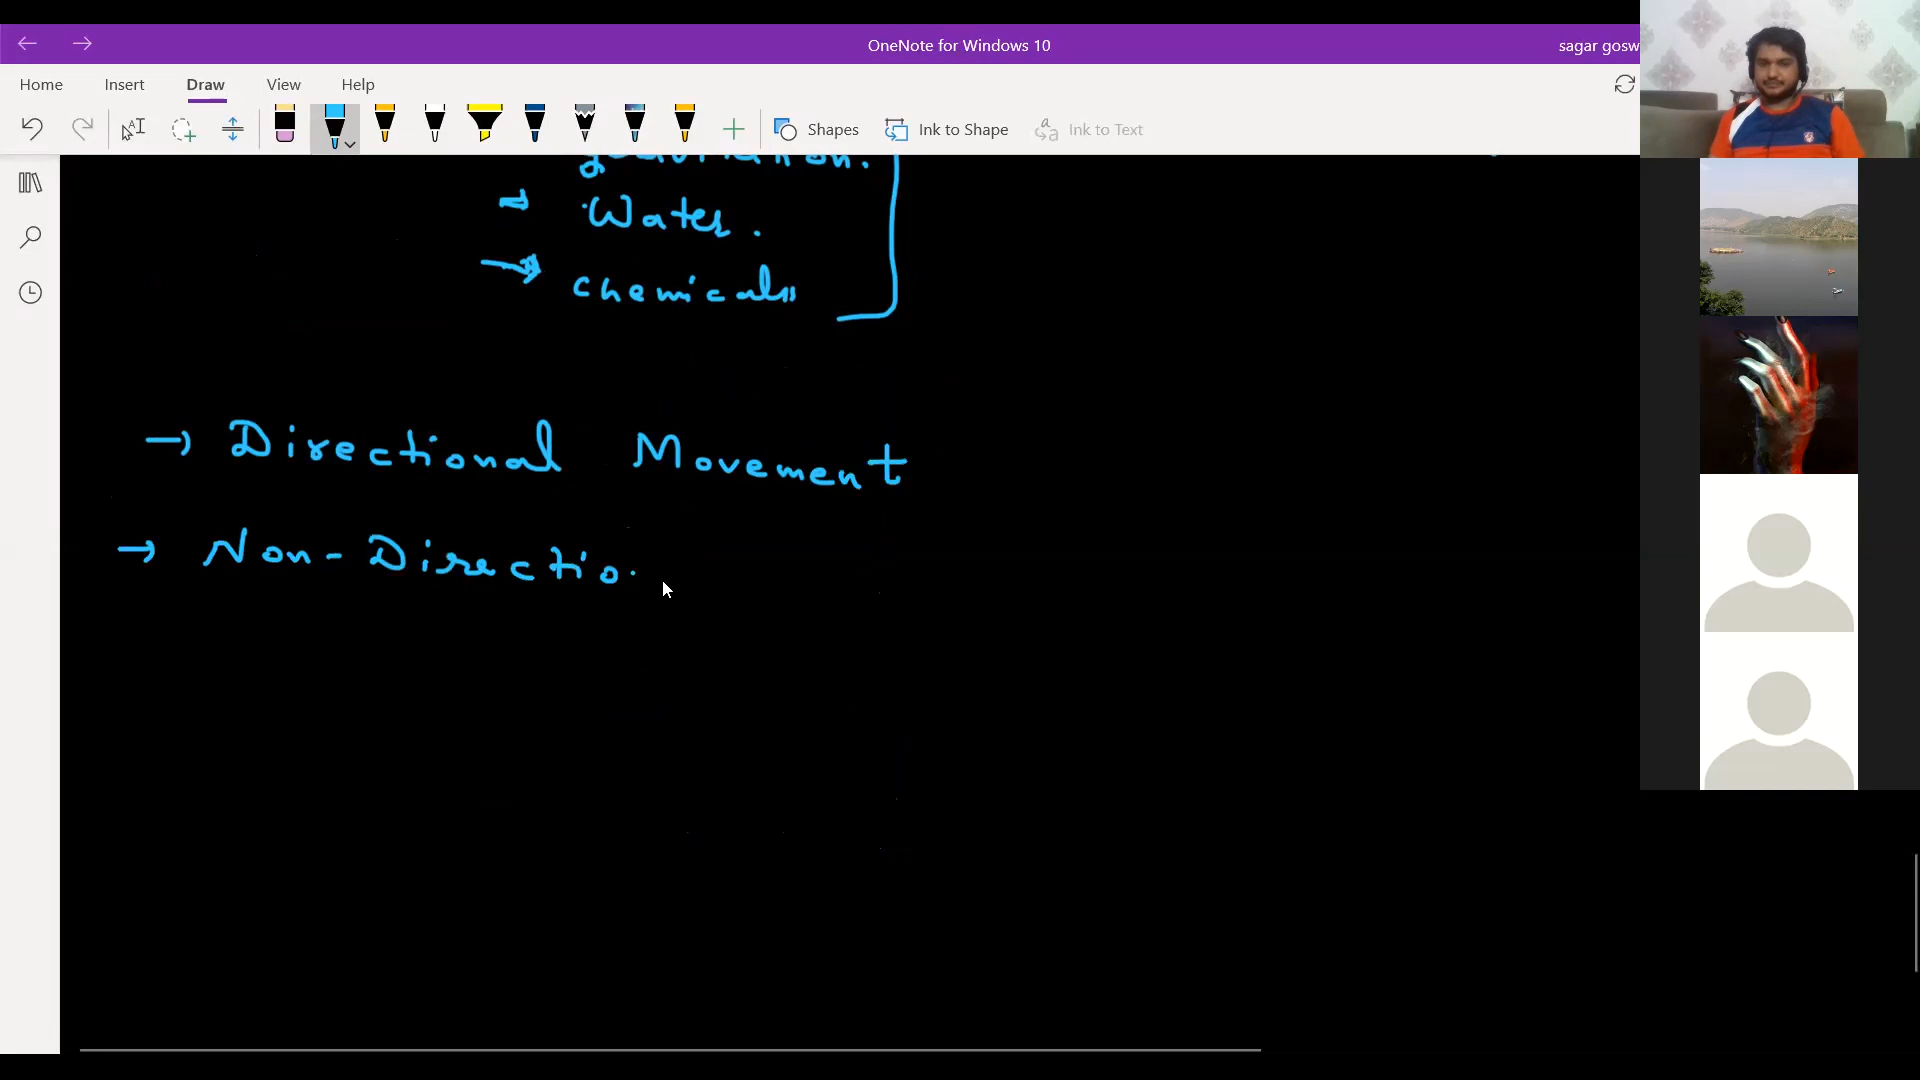 OneNote for Windows 10
sagar gosw
Home Insert Draw View Help
Shapes Ink to Shape Ink to Text
→ Water.
→ chemicals
→ Directional Movement
→ Non-Directio